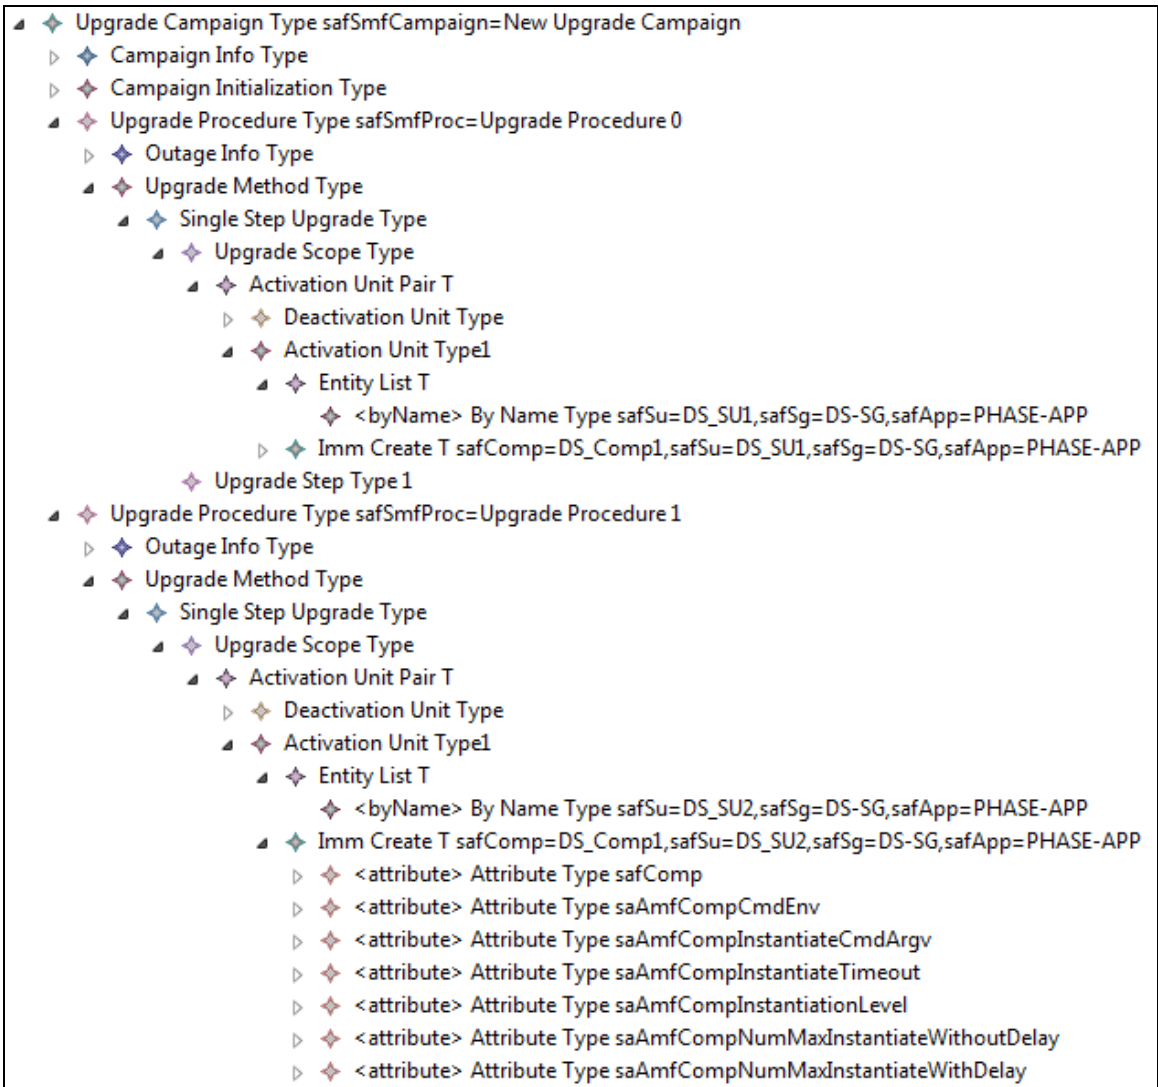 Upgrade Campaign Type safSmfCampaign=New Upgrade Campaign
Campaign Info Type
Campaign Initialization Type
Upgrade Procedure Type safSmfProc=Upgrade Procedure 0
Outage Info Type
Upgrade Method Type
Single Step Upgrade Type
Upgrade Scope Type
Activation Unit Pair T
Deactivation Unit Type
Activation Unit Type1
Entity List T
<byName> By Name Type safSu=DS_SU1,safSg=DS-SG,safApp=PHASE-APP
Imm Create T safComp=DS_Comp1,safSu=DS_SU1,safSg=DS-SG,safApp=PHASE-APP
Upgrade Step Type 1
Upgrade Procedure Type safSmfProc=Upgrade Procedure 1
Outage Info Type
Upgrade Method Type
Single Step Upgrade Type
Upgrade Scope Type
Activation Unit Pair T
Deactivation Unit Type
Activation Unit Type1
Entity List T
<byName> By Name Type safSu=DS_SU2,safSg=DS-SG,safApp=PHASE-APP
Imm Create T safComp=DS_Comp1,safSu=DS_SU2,safSg=DS-SG,safApp=PHASE-APP
<attribute> Attribute Type safComp
<attribute> Attribute Type saAmfCompCmdEnv
<attribute> Attribute Type saAmfCompInstantiateCmdArgv
<attribute> Attribute Type saAmfCompInstantiateTimeout
<attribute> Attribute Type saAmfCompInstantiationLevel
<attribute> Attribute Type saAmfCompNumMaxInstantiateWithoutDelay
<attribute> Attribute Type saAmfCompNumMaxInstantiateWithDelay